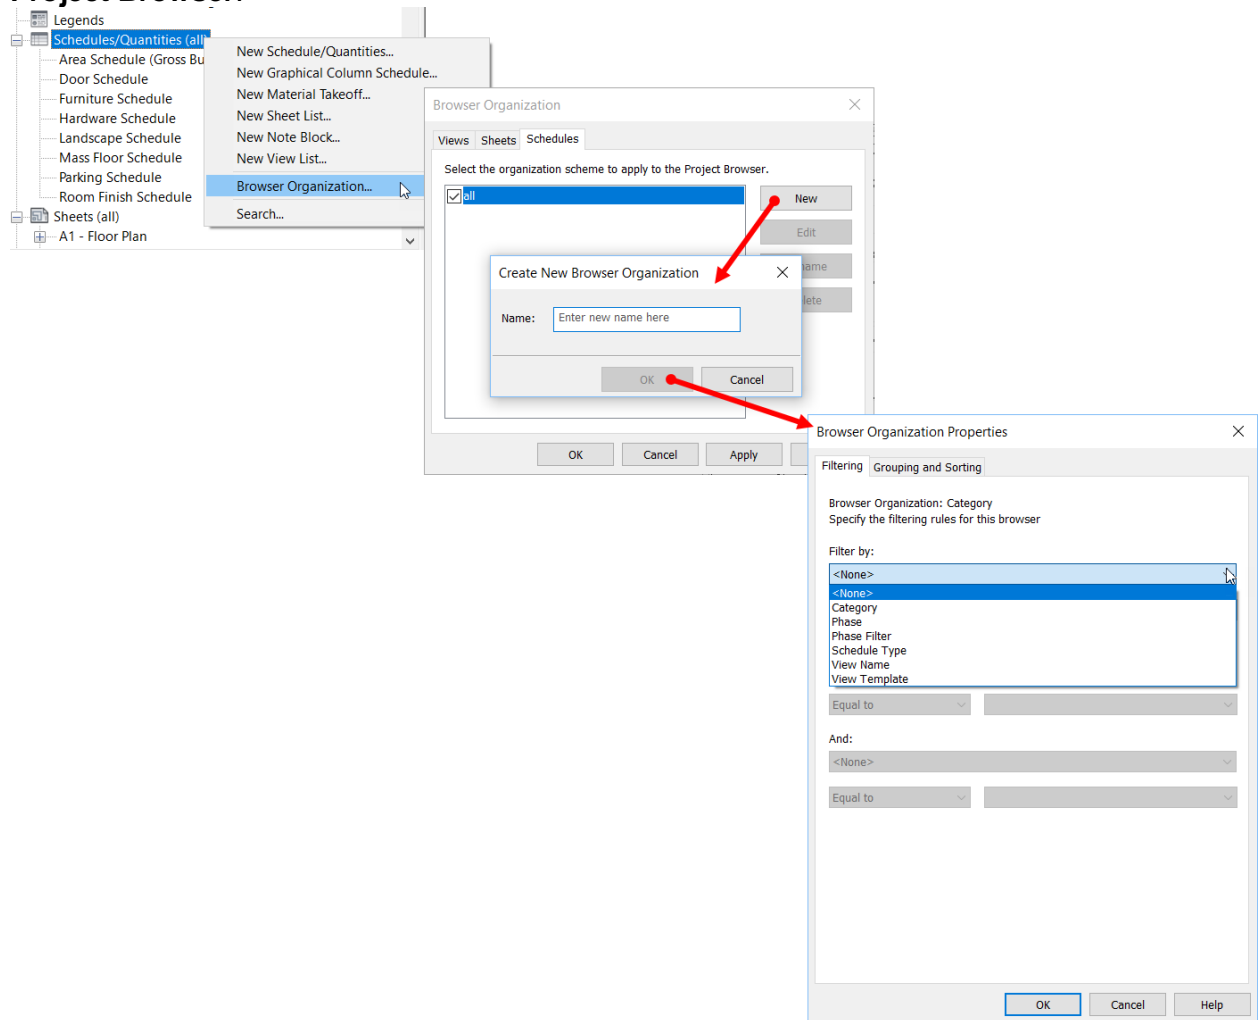 Project Browser.
Legends
Schedules/Quantities (all)
Area Schedule (Gross Bu
Door Schedule
Furniture Schedule
Hardware Schedule
Landscape Schedule
Mass Floor Schedule
Parking Schedule
Room Finish Schedule
Sheets (all)
A1 - Floor Plan
New Schedule/Quantities...
New Graphical Column Schedule...
New Material Takeoff...
New Sheet List...
New Note Block...
New View List...
Browser Organization...
Search...
Browser Organization
Views Sheets Schedules
Select the organization scheme to apply to the Project Browser.
all
New
Edit
ame
lete
Create New Browser Organization
Name: Enter new name here
OK Cancel
OK Cancel Apply
Browser Organization Properties
Filtering Grouping and Sorting
Browser Organization: Category
Specify the filtering rules for this browser
Filter by:
<None>
<None>
Category
Phase
Phase Filter
Schedule Type
View Name
View Template
Equal to
And:
<None>
Equal to
OK Cancel Help